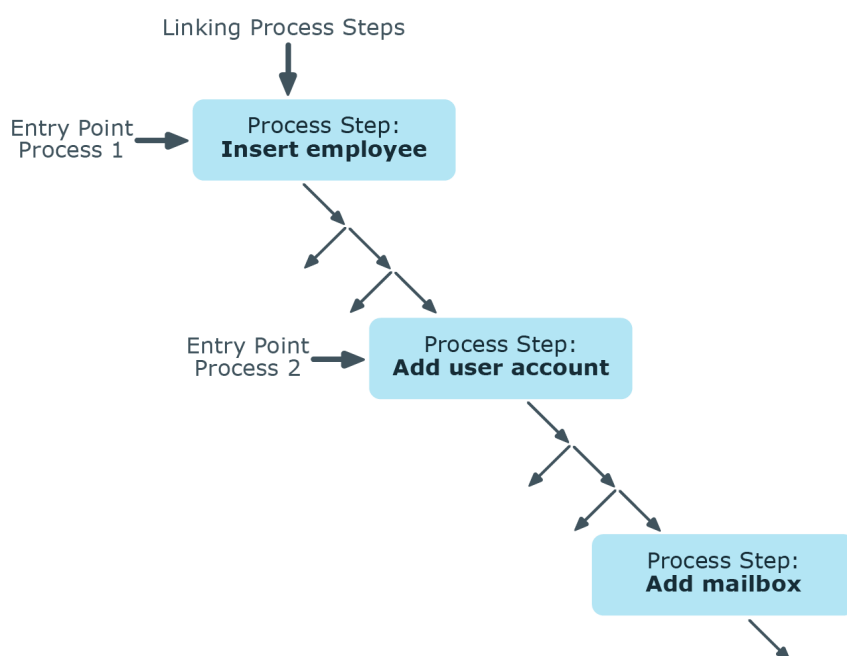 Linking Process Steps
Entry Point
Process 1
Process Step:
Insert employee
Entry Point
Process 2
Process Step:
Add user account
Process Step:
Add mailbox